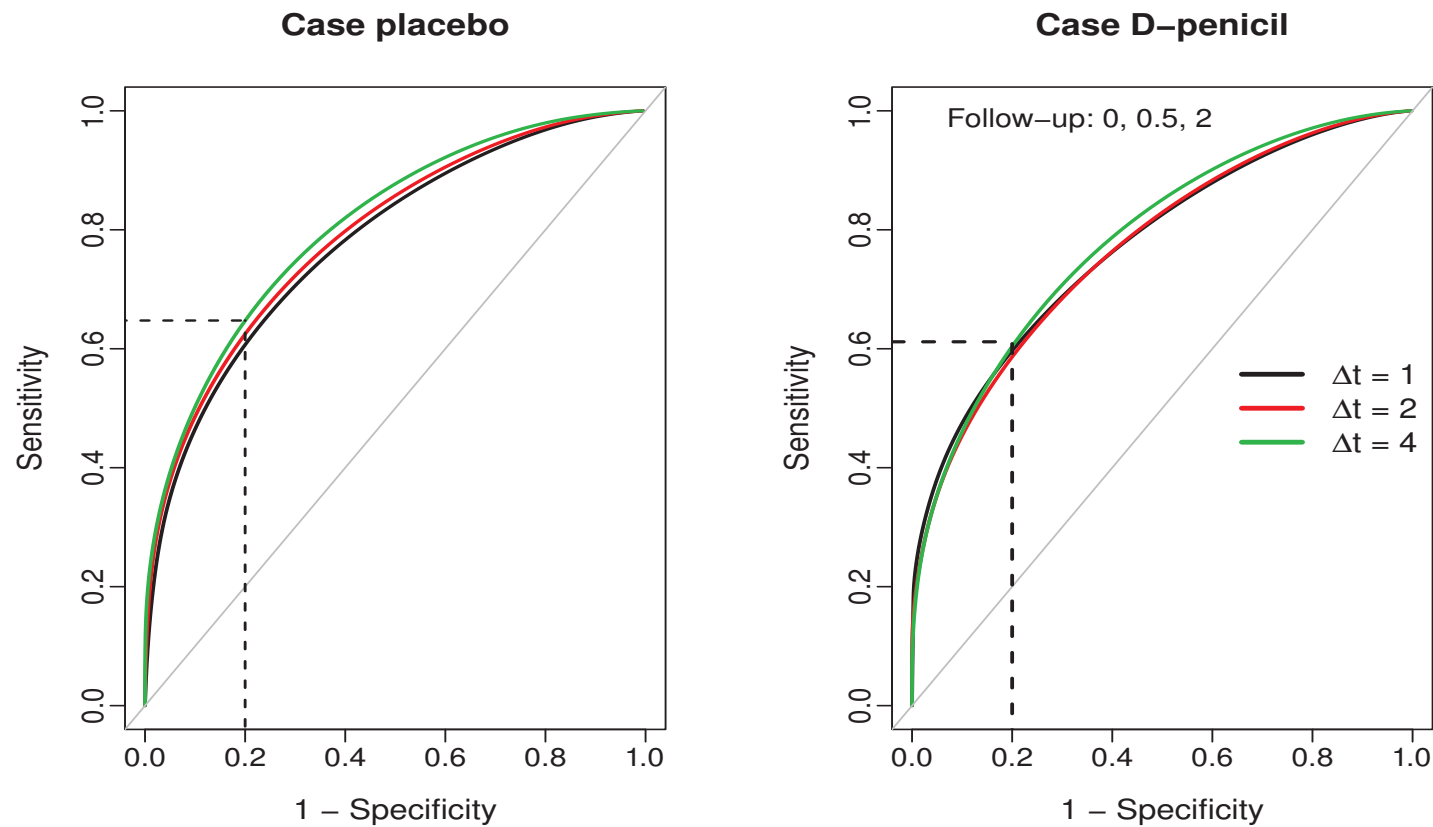 Case placebo
1.0
0.8
0.6
0.4
0.2
0.0
Sensitivity
0.0 0.2 0.4 0.6 0.8 1.0
1 – Specificity
Case D–penicil
Follow–up: 0, 0.5, 2
1.0
0.8
0.6
0.4
0.2
0.0
Sensitivity
Δt = 1
Δt = 2
Δt = 4
0.0 0.2 0.4 0.6 0.8 1.0
1 – Specificity